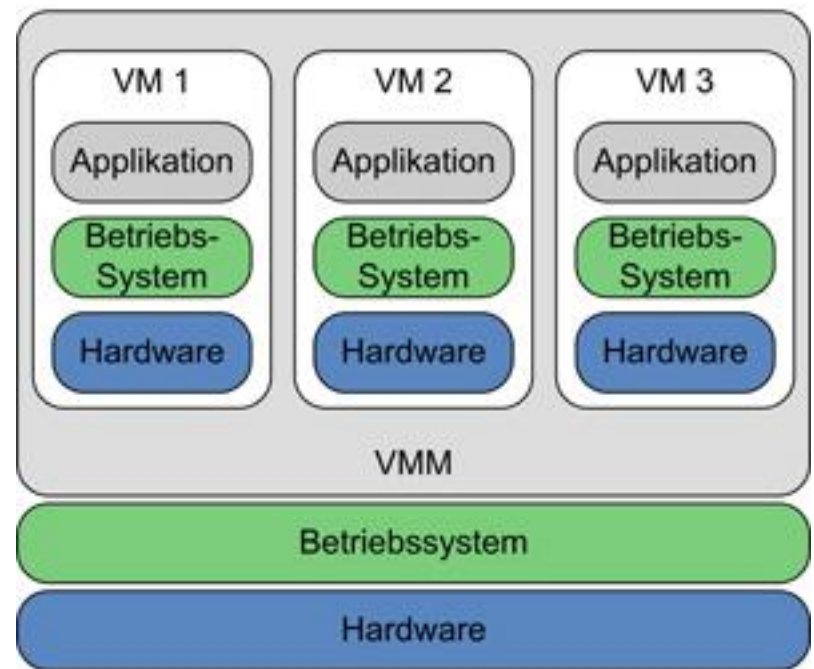 VM 1
Applikation
Betriebs-
System
Hardware
VM 2
Applikation
Betriebs-
System
Hardware
VM 3
Applikation
Betriebs-
System
Hardware
VMM
Betriebssystem
Hardware